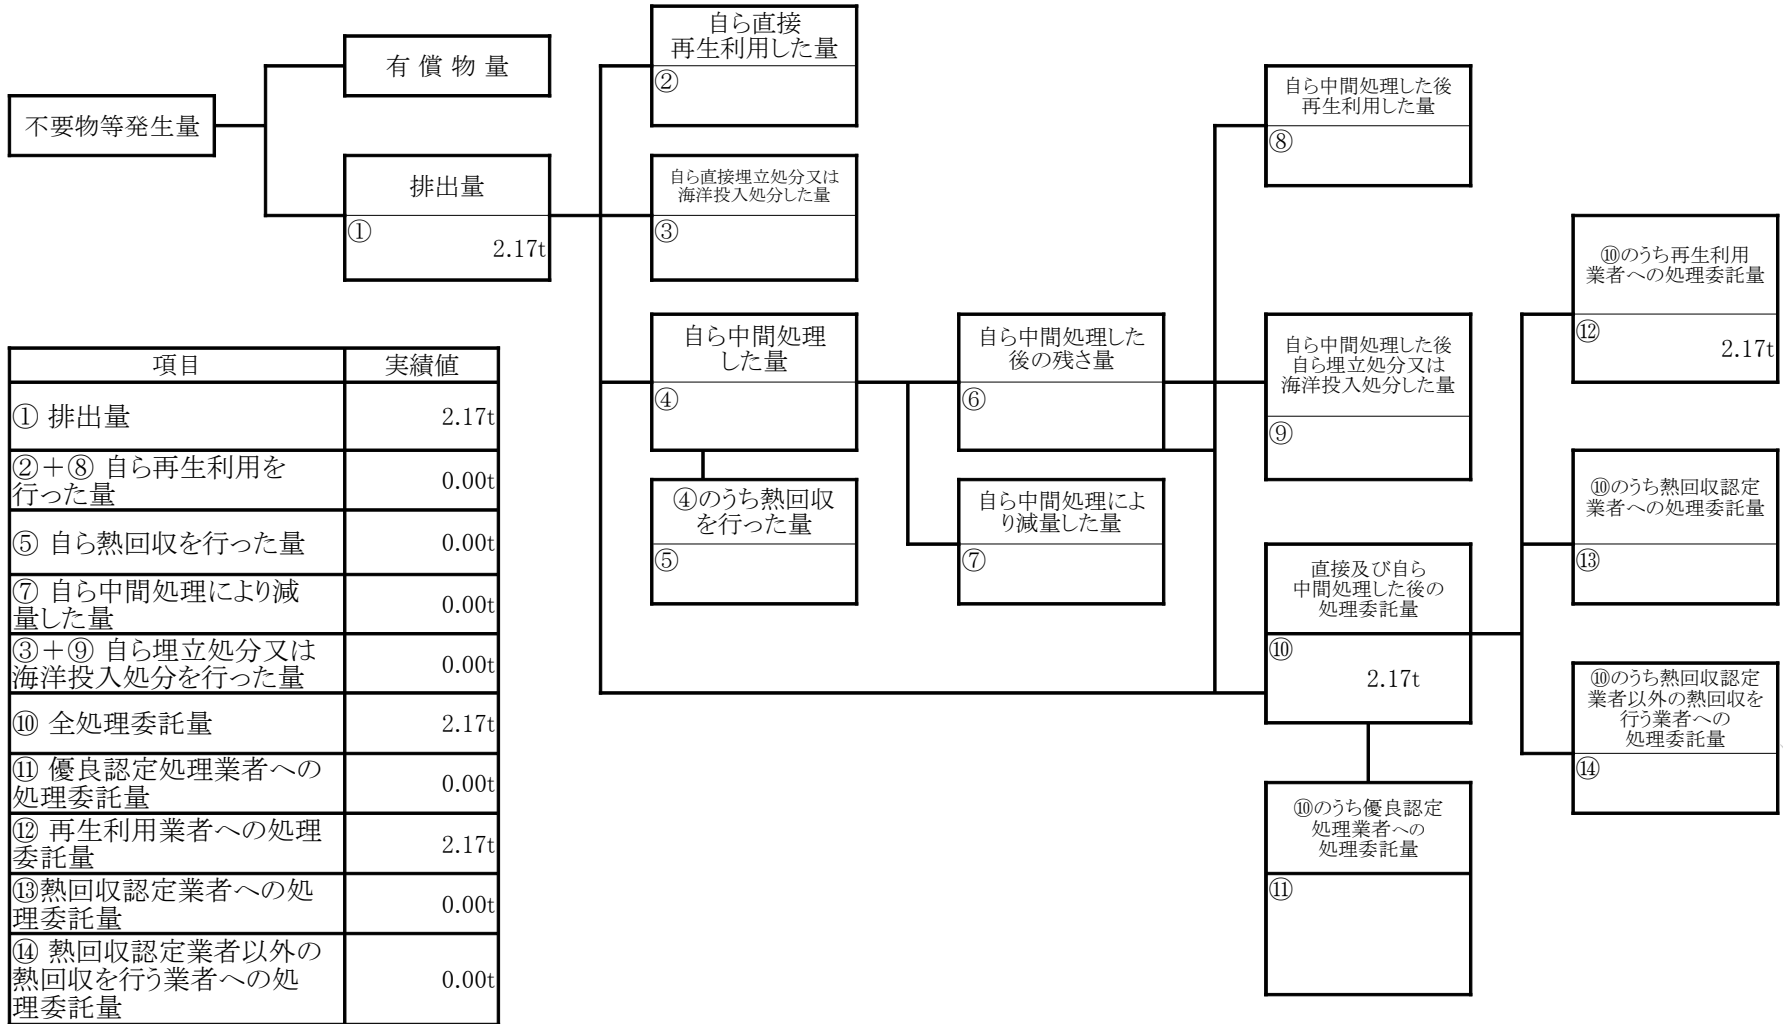 不要物等発生量
有 償 物 量
排出量
①
2.17t
自ら直接
再生利用した量
②
自ら直接埋立処分又は
海洋投入処分した量
③
自ら中間処理
した量
④
④のうち熱回収
を行った量
⑤
自ら中間処理した
後の残さ量
⑥
自ら中間処理によ
り減量した量
⑦
自ら中間処理した後
再生利用した量
⑧
自ら中間処理した後
自ら埋立処分又は
海洋投入処分した量
⑨
直接及び自ら
中間処理した後の
処理委託量
⑩
2.17t
⑩のうち優良認定
処理業者への
処理委託量
⑪
⑩のうち再生利用
業者への処理委託量
⑫
2.17t
⑩のうち熱回収認定
業者への処理委託量
⑬
⑩のうち熱回収認定
業者以外の熱回収を
行う業者への
処理委託量
⑭
項目 実績値
① 排出量 2.17t
②＋⑧ 自ら再生利用を
行った量 0.00t
⑤ 自ら熱回収を行った量 0.00t
⑦ 自ら中間処理により減
量した量 0.00t
③＋⑨ 自ら埋立処分又は
海洋投入処分を行った量 0.00t
⑩ 全処理委託量 2.17t
⑪ 優良認定処理業者への
処理委託量 0.00t
⑫ 再生利用業者への処理
委託量 2.17t
⑬熱回収認定業者への処
理委託量 0.00t
⑭ 熱回収認定業者以外の
熱回収を行う業者への処
理委託量 0.00t